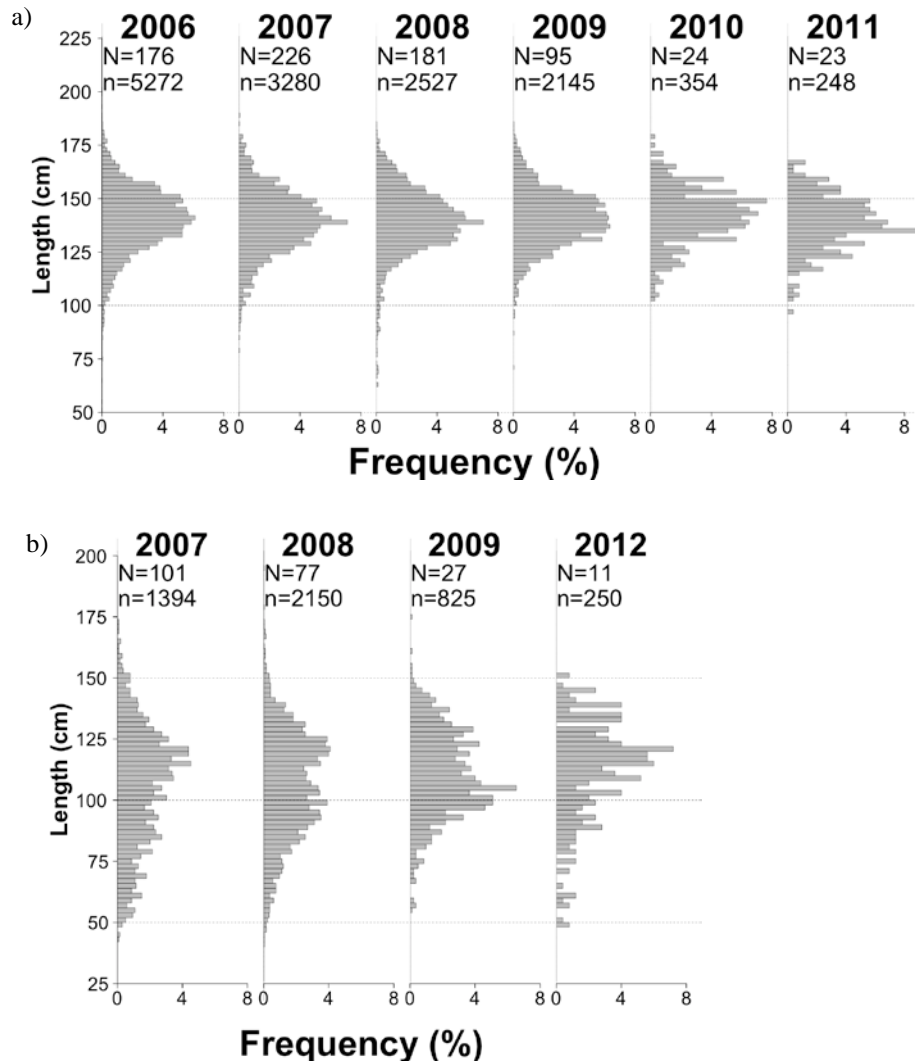 a)
2006 2007 2008 2009 2010 2011
N=176 N=226 N=181 N=95 N=24 N=23
n=5272 n=3280 n=2527 n=2145 n=354 n=248
225
200
175
150
125
100
75
50
Length (cm)
0 4 8 0 4 8 0 4 8 0 4 8 0 4 8 0 4 8
Frequency (%)
b)
2007 2008 2009 2012
N=101 N=77 N=27 N=11
n=1394 n=2150 n=825 n=250
200
175
150
125
100
75
50
25
Length (cm)
0 4 8 0 4 8 0 4 8 0 4 8
Frequency (%)